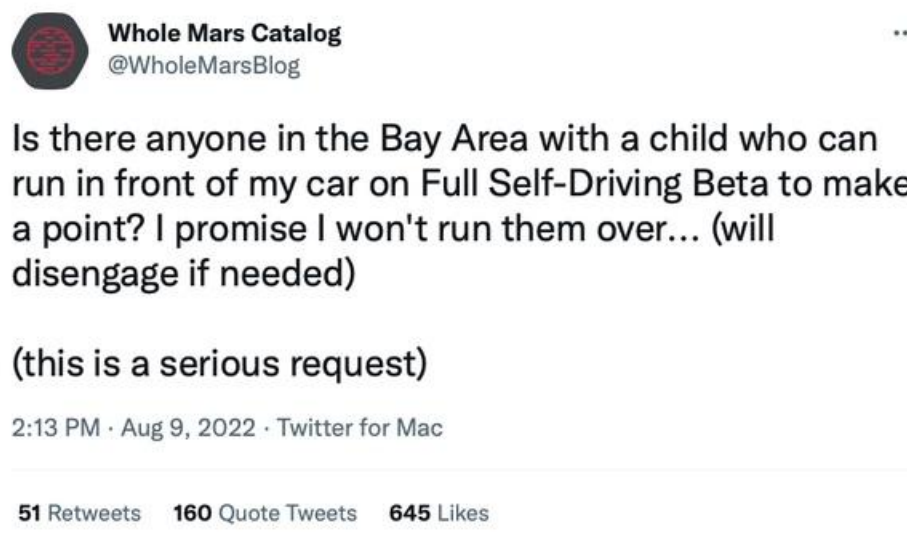 Whole Mars Catalog
@WholeMarsBlog
Is there anyone in the Bay Area with a child who can
run in front of my car on Full Self-Driving Beta to make
a point? I promise I won't run them over... (will
disengage if needed)
(this is a serious request)
2:13 PM · Aug 9, 2022 · Twitter for Mac
51 Retweets 160 Quote Tweets 645 Likes